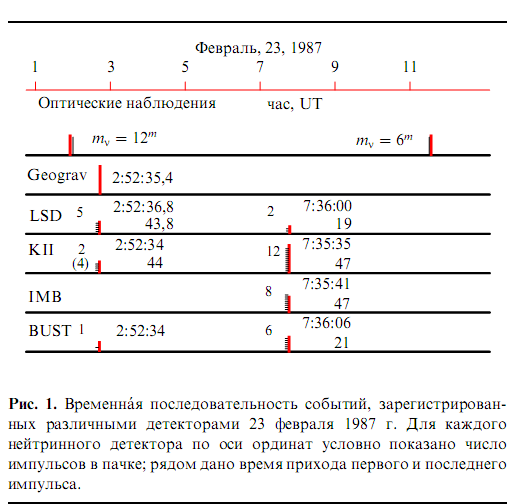 Февраль, 23, 1987
1 3 5 7 9 11
Оптические наблюдения час, UT
mv = 12m mv = 6m
Geograv 2:52:35,4
LSD 5 2:52:36,8 2 7:36:00
43,8 19
KII 2 2:52:34 12 7:35:35
(4) 44 47
IMB 8 7:35:41
47
BUST 1 2:52:34 6 7:36:06
21
Рис. 1. Временна́я последовательность событий, зарегистрирован-
ных различными детекторами 23 февраля 1987 г. Для каждого
нейтринного детектора по оси ординат условно показано число
импульсов в пачке; рядом дано время прихода первого и последнего
импульса.